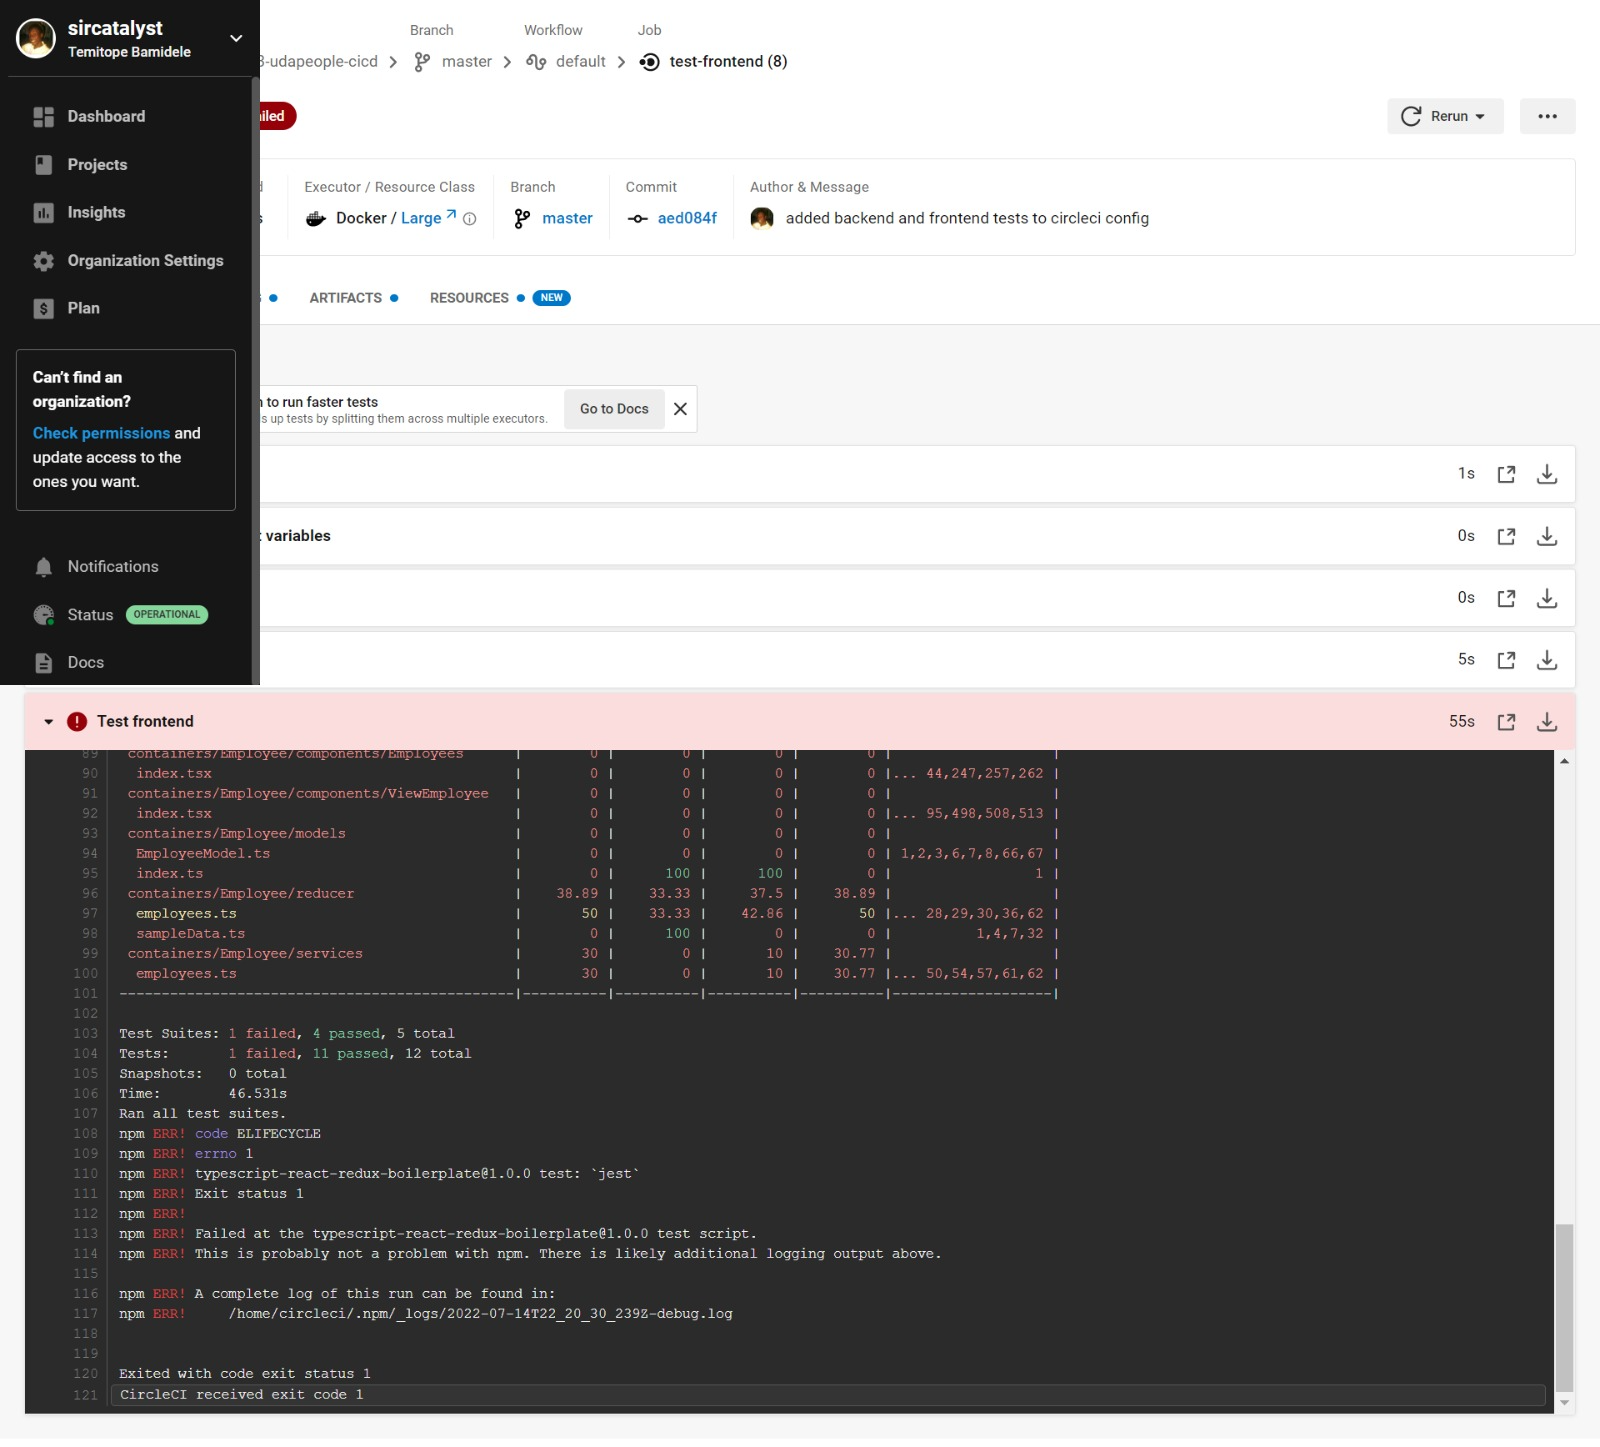 sircatalyst
Temitope Bamidele
Dashboard
Projects
Insights
Organization Settings
Plan
Can't find an
organization?
Check permissions and
update access to the
ones you want.
Notifications
Status OPERATIONAL
Docs
Branch Workflow Job
3-udapeople-cicd master default test-frontend (8)
iled
Rerun
Executor / Resource Class Branch Commit Author & Message
Docker / Large master aed084f added backend and frontend tests to circleci config
ARTIFACTS RESOURCES NEW
to run faster tests
s up tests by splitting them across multiple executors.
Go to Docs
1s
variables 0s
0s
5s
Test frontend 55s
89 containers/Employee/components/Employees | 0 | 0 | 0 | 0 | |
90 index.tsx | 0 | 0 | 0 | 0 |... 44,247,257,262 |
91 containers/Employee/components/ViewEmployee | 0 | 0 | 0 | 0 | |
92 index.tsx | 0 | 0 | 0 | 0 |... 95,498,508,513 |
93 containers/Employee/models | 0 | 0 | 0 | 0 | |
94 EmployeeModel.ts | 0 | 0 | 0 | 0 | 1,2,3,6,7,8,66,67 |
95 index.ts | 0 | 100 | 100 | 0 | 1 |
96 containers/Employee/reducer | 38.89 | 33.33 | 37.5 | 38.89 | |
97 employees.ts | 50 | 33.33 | 42.86 | 50 |... 28,29,30,36,62 |
98 sampleData.ts | 0 | 100 | 0 | 0 | 1,4,7,32 |
99 containers/Employee/services | 30 | 0 | 10 | 30.77 | |
100 employees.ts | 30 | 0 | 10 | 30.77 |... 50,54,57,61,62 |
101 -----------------------------------------------|----------|----------|----------|----------|-------------------|
102
103 Test Suites: 1 failed, 4 passed, 5 total
104 Tests: 1 failed, 11 passed, 12 total
105 Snapshots: 0 total
106 Time: 46.531s
107 Ran all test suites.
108 npm ERR! code ELIFECYCLE
109 npm ERR! errno 1
110 npm ERR! typescript-react-redux-boilerplate@1.0.0 test: `jest`
111 npm ERR! Exit status 1
112 npm ERR!
113 npm ERR! Failed at the typescript-react-redux-boilerplate@1.0.0 test script.
114 npm ERR! This is probably not a problem with npm. There is likely additional logging output above.
115
116 npm ERR! A complete log of this run can be found in:
117 npm ERR! /home/circleci/.npm/_logs/2022-07-14T22_20_30_239Z-debug.log
118
119
120 Exited with code exit status 1
121 CircleCI received exit code 1